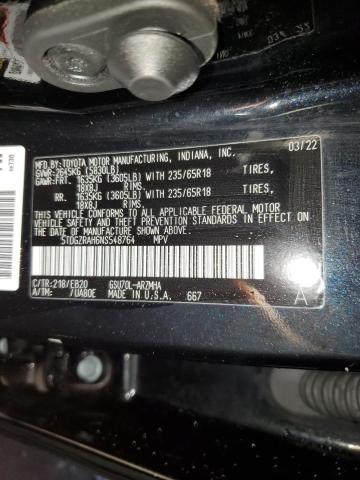 MFD.BY:TOYOTA MOTOR MANUFACTURING, INDIANA, INC. 03/22
GVWR:2645KG (5830LB)
GAWR:FRT. 1635KG (3605LB) WITH 235/65R18 TIRES,
18X8J RIMS.
RR. 1635KG (3605LB) WITH 235/65R18 TIRES,
18X8J RIMS.
THIS VEHICLE CONFORMS TO ALL APPLICABLE FEDERAL MOTOR
VEHICLE SAFETY, BUMPER, AND THEFT PREVENTION STANDARDS
IN EFFECT ON THE DATE OF MANUFACTURE SHOWN ABOVE.
5TDGZRAH6NS548764 MPV
C/TR:218/EB20 GSU70L-ARZMHA
A/TM: /UA80E MADE IN U.S.A. 667 A